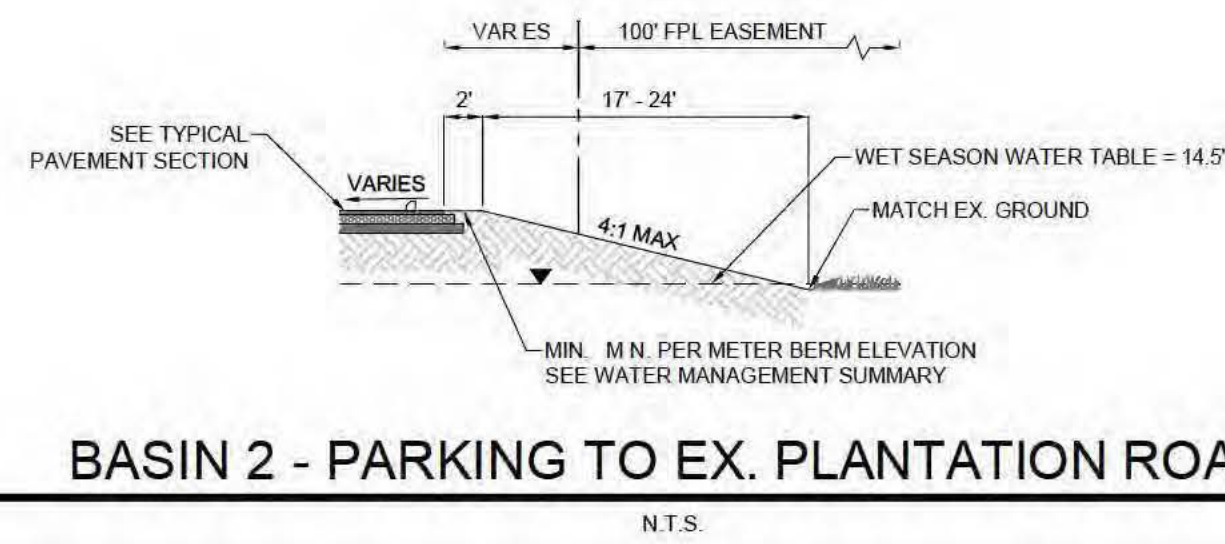 VAR ES
100' FPL EASEMENT
2'
17' - 24'
SEE TYPICAL
PAVEMENT SECTION
VARIES
WET SEASON WATER TABLE = 14.5'
MATCH EX. GROUND
4:1 MAX
MIN. M N. PER METER BERM ELEVATION
SEE WATER MANAGEMENT SUMMARY
BASIN 2 - PARKING TO EX. PLANTATION ROA
N.T.S.